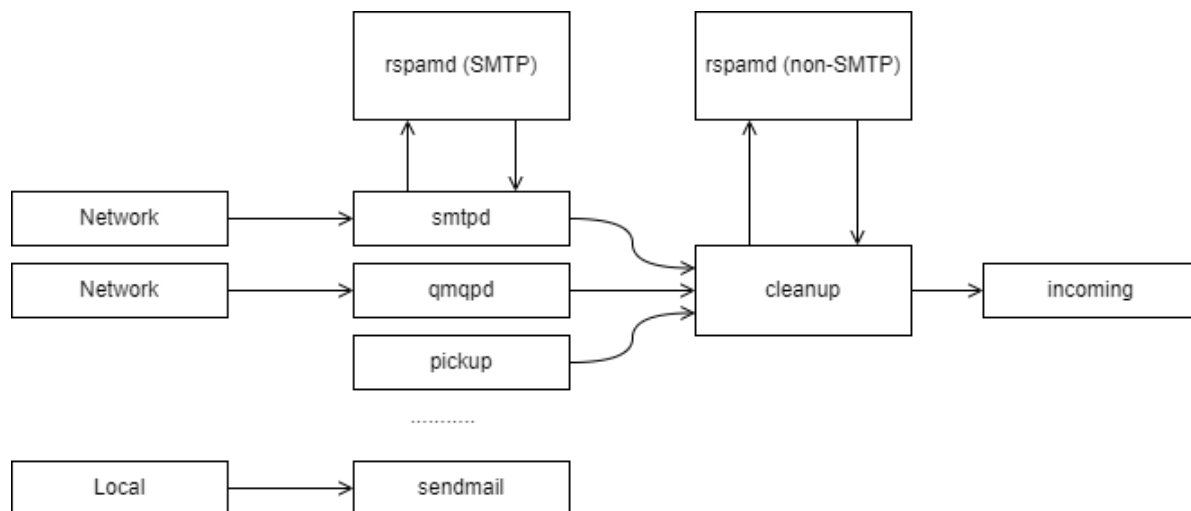 rspamd (SMTP)
rspamd (non-SMTP)
Network
smtpd
Network
qmqpd
cleanup
incoming
pickup
...........
Local
sendmail